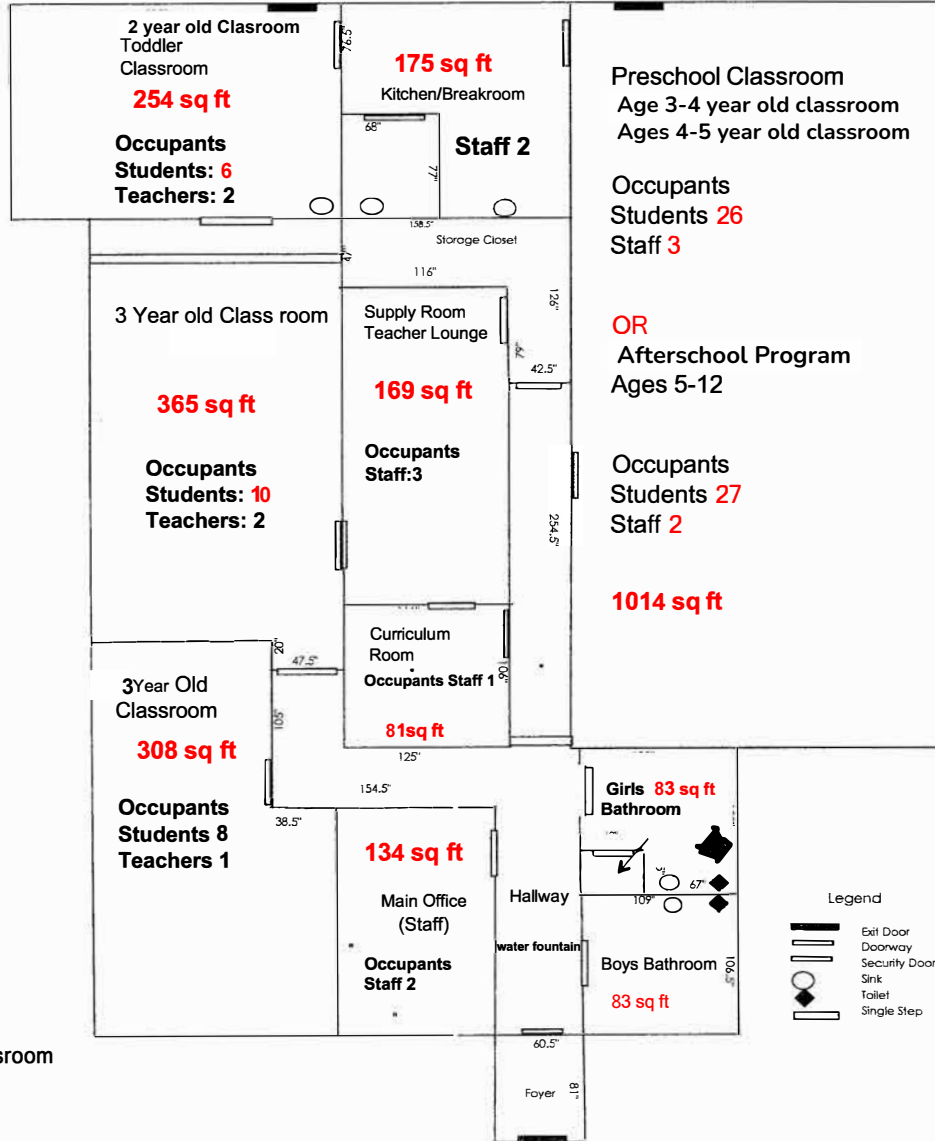 2 year old Clasroom
Toddler
Classroom
254 sq ft
Occupants
Students: 6
Teachers: 2
76.5"
175 sq ft
Kitchen/Breakroom
68"
77"
Staff 2
Preschool Classroom
Age 3-4 year old classroom
Ages 4-5 year old classroom
Occupants
Students 26
Staff 3
OR
Afterschool Program
Ages 5-12
Occupants
Students 27
Staff 2
1014 sq ft
158.5"
Storage Closet
47"
116"
126"
3 Year old Class room
365 sq ft
Occupants
Students: 10
Teachers: 2
Supply Room
Teacher Lounge
79"
42.5"
169 sq ft
Occupants
Staff:3
254.5"
Curriculum
Room
Occupants Staff 1
106"
81sq ft
20"
47.5"
105"
3Year Old
Classroom
308 sq ft
Occupants
Students 8
Teachers 1
125"
154.5"
38.5"
134 sq ft
Main Office
(Staff)
Occupants
Staff 2
Hallway
water fountain
Girls 83 sq ft
Bathroom
67"
109"
Boys Bathroom
83 sq ft
106.5"
60.5"
Foyer
81"
Legend
Exit Door
Doorway
Security Door
Sink
Toilet
Single Step
sroom